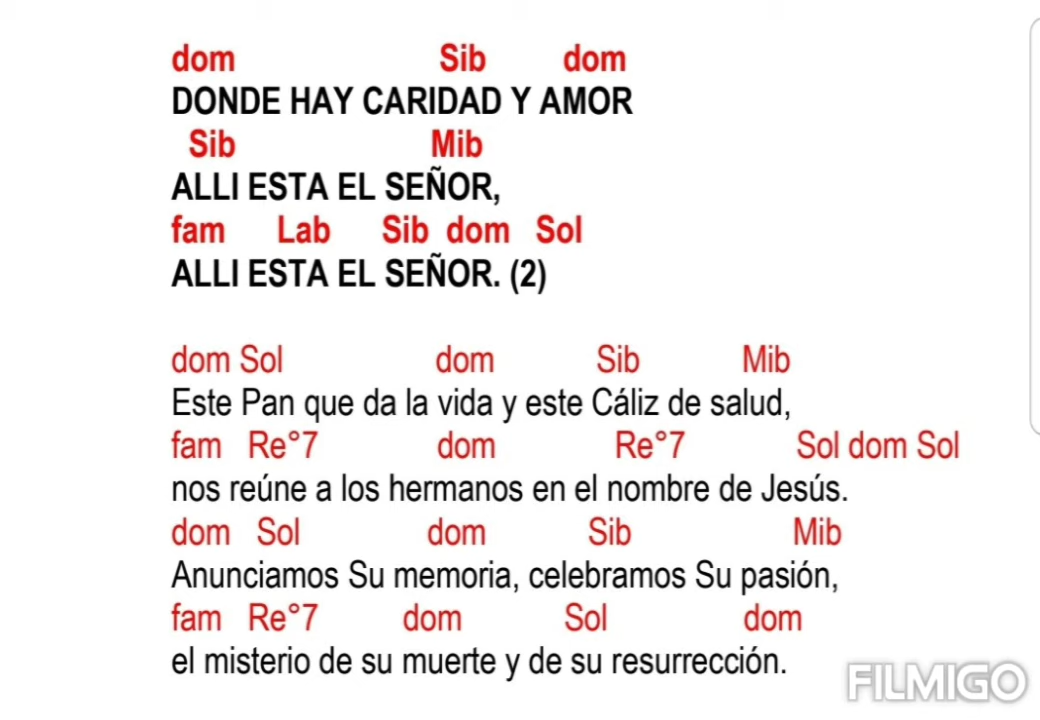 dom Sib dom
DONDE HAY CARIDAD Y AMOR
Sib Mib
ALLI ESTA EL SEÑOR,
fam Lab Sib dom Sol
ALLI ESTA EL SEÑOR. (2)
dom Sol dom Sib Mib
Este Pan que da la vida y este Cáliz de salud,
fam Re°7 dom Re°7 Sol dom Sol
nos reúne a los hermanos en el nombre de Jesús.
dom Sol dom Sib Mib
Anunciamos Su memoria, celebramos Su pasión,
fam Re°7 dom Sol dom
el misterio de su muerte y de su resurrección.
FILMIGO